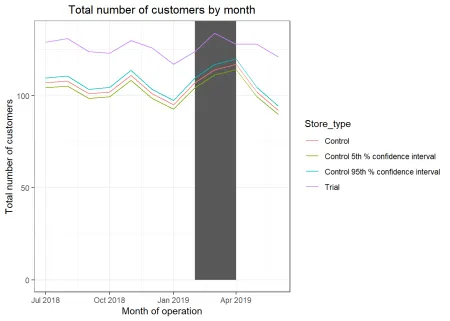 Total number of customers by month
Total number of customers
100
50
0
Jul 2018
Oct 2018
Jan 2019
Apr 2019
Month of operation
Store_type
Control
Control 5th % confidence interval
Control 95th % confidence interval
Trial